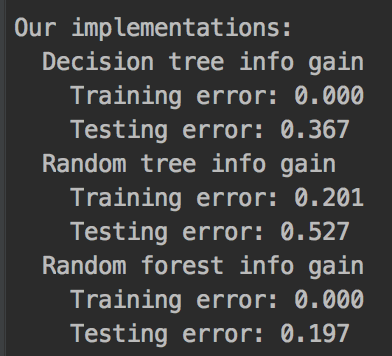 Our implementations:
  Decision tree info gain
    Training error: 0.000
    Testing error: 0.367
  Random tree info gain
    Training error: 0.201
    Testing error: 0.527
  Random forest info gain
    Training error: 0.000
    Testing error: 0.197